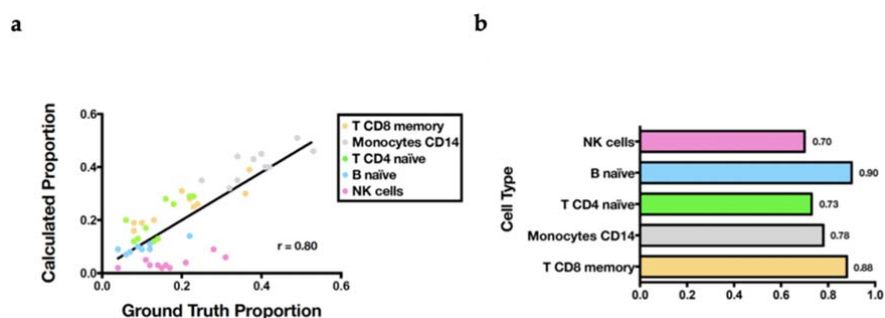 a
b
Calculated Proportion
0.6
0.4
0.2
0.0
0.0 0.2 0.4 0.6
Ground Truth Proportion
r = 0.80
T CD8 memory
Monocytes CD14
T CD4 naïve
B naïve
NK cells
Cell Type
NK cells 0.70
B naïve 0.90
T CD4 naïve 0.73
Monocytes CD14 0.78
T CD8 memory 0.88
0.0 0.2 0.4 0.6 0.8 1.0